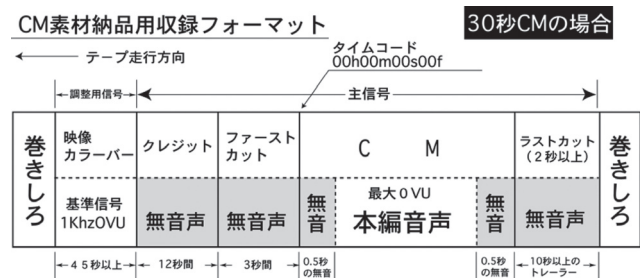 CM素材納品用収録フォーマット
30秒CMの場合
テープ走行方向
タイムコード
00h00m00s00f
調整用信号
主信号
巻きしろ
映像
カラーバー
クレジット
ファースト
カット
C M
ラストカット
(2秒以上)
巻きしろ
基準信号
1Khz0VU
無音声
無音声
無音
最大0VU
本編音声
無音
無音声
45秒以上
12秒間
3秒間
0.5秒
の無音
0.5秒
の無音
10秒以上の
トレーラー